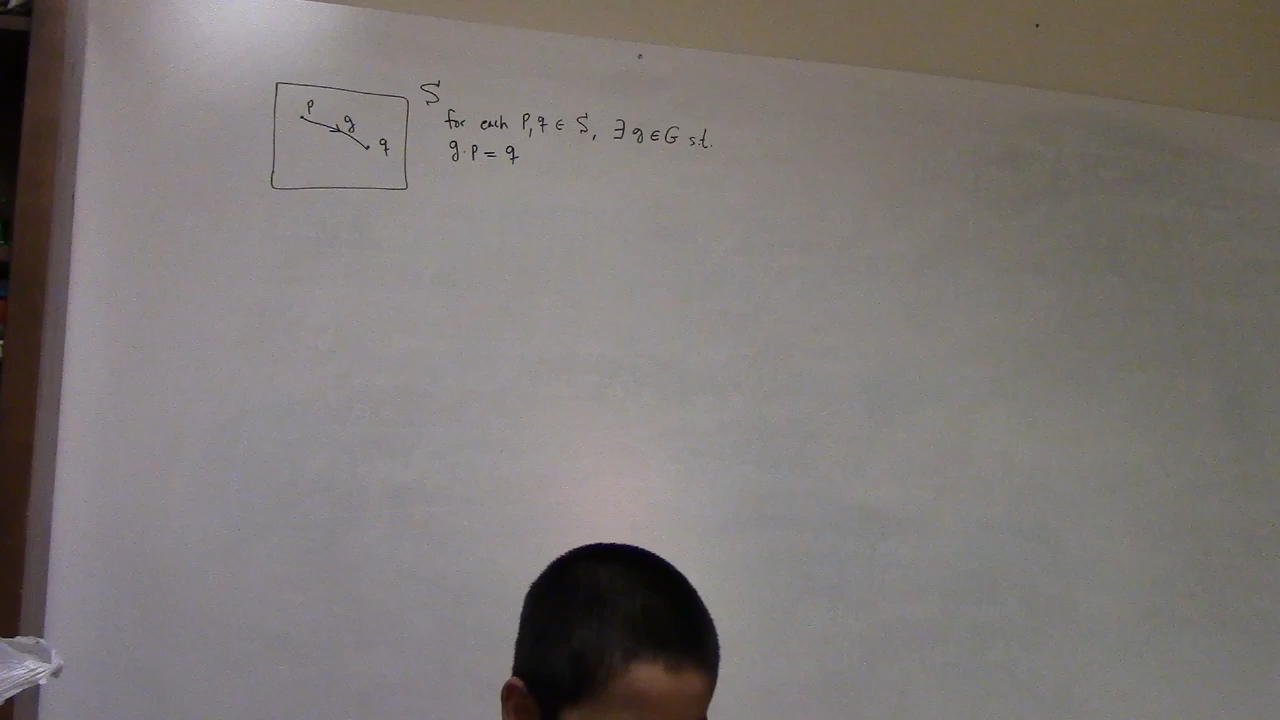 S
p
g
q
for each p, q ∈ S, ∃ g ∈ G s.t.
g·p = q